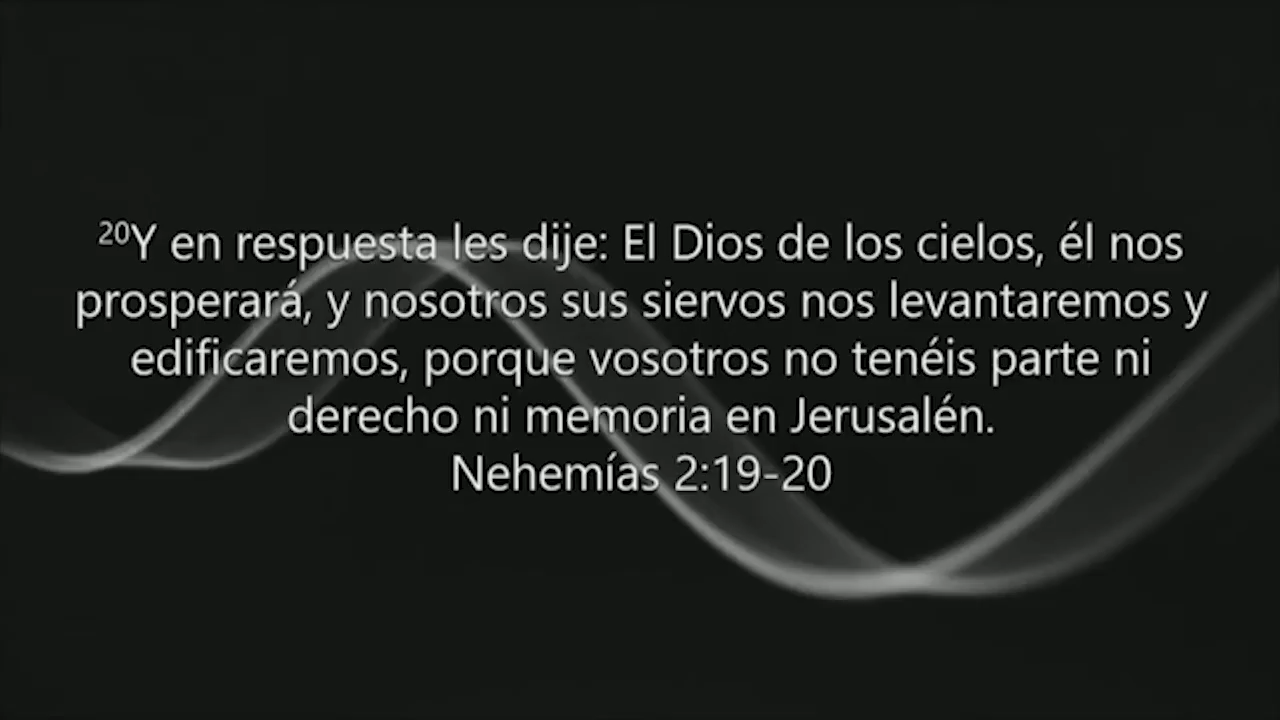 ²⁰Y en respuesta les dije: El Dios de los cielos, él nos
prosperará, y nosotros sus siervos nos levantaremos y
edificaremos, porque vosotros no tenéis parte ni
derecho ni memoria en Jerusalén.
Nehemías 2:19-20